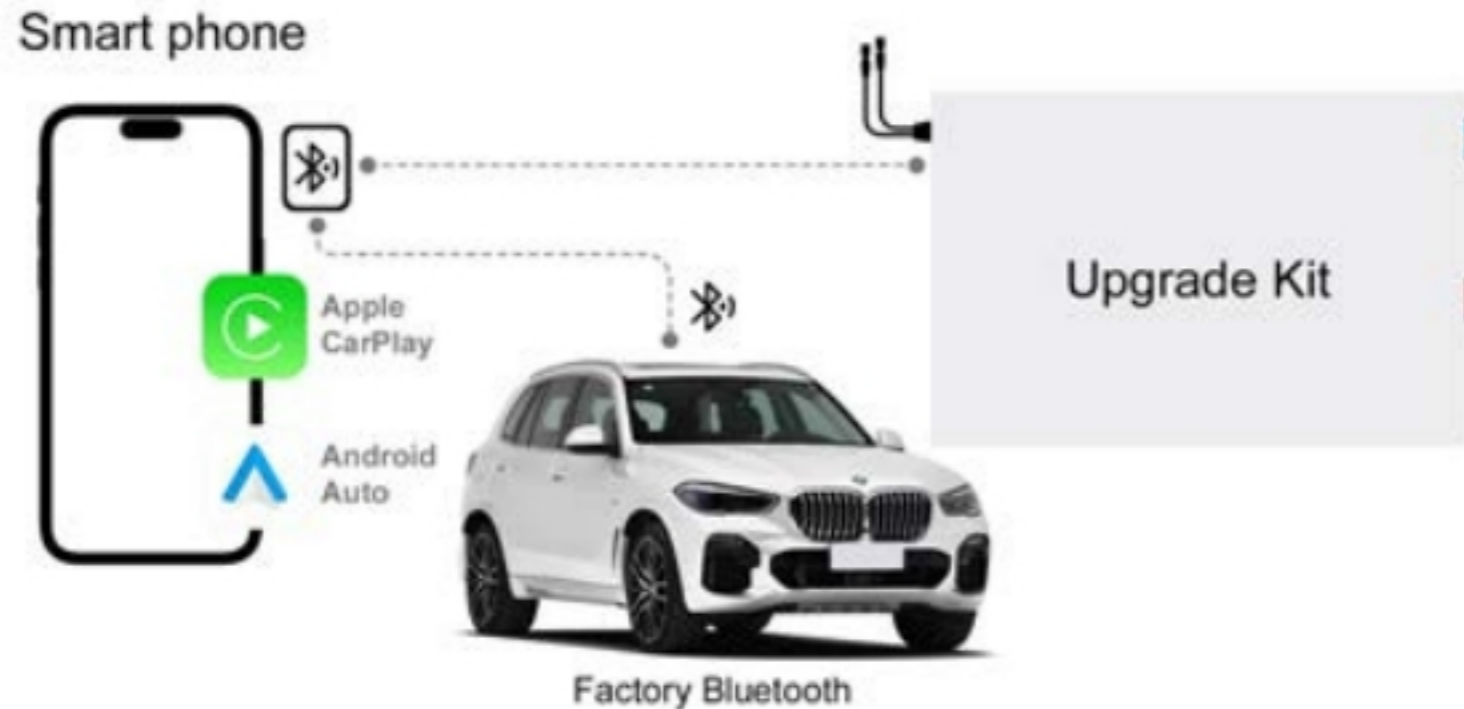 Smart phone
Apple
CarPlay
Android
Auto
Upgrade Kit
Factory Bluetooth